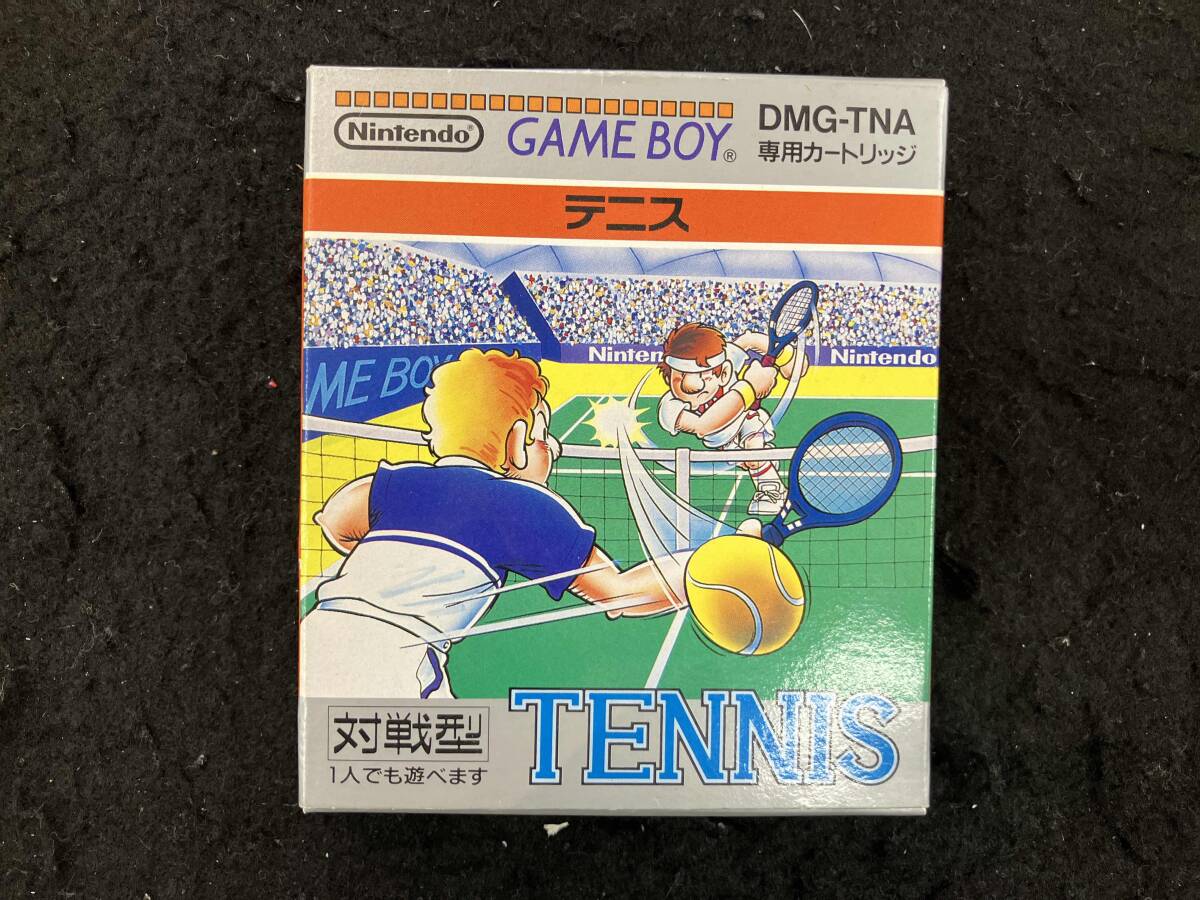 Nintendo®
GAME BOY®
DMG-TNA
専用カートリッジ
テニス
Ninten
Nintendo
ME BOY
対戦型
1人でも遊べます
TENNIS